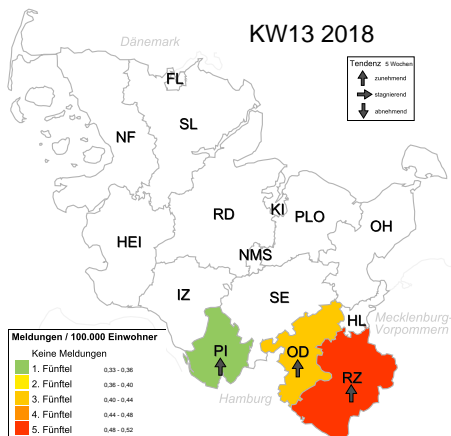 KW13 2018
Dänemark
Tendenz 5 Wochen
zunehmend
stagnierend
abnehmend
FL
NF
SL
RD
KI
PLO
OH
HEI
NMS
IZ
SE
HL
Mecklenburg-
Vorpommern
PI
OD
RZ
Hamburg
Meldungen / 100.000 Einwohner
Keine Meldungen
1. Fünftel 0,33 - 0,36
2. Fünftel 0,36 - 0,40
3. Fünftel 0,40 - 0,44
4. Fünftel 0,44 - 0,48
5. Fünftel 0,48 - 0,52